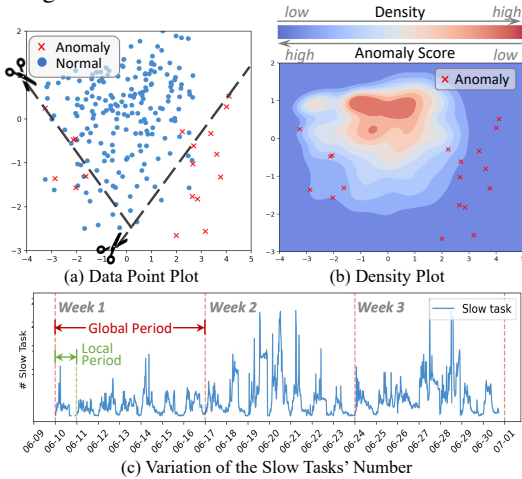 low Density high
high Anomaly Score low
Anomaly
Normal
2
1
0
−1
−2
−3
−4 −3 −2 −1 0 1 2 3 4 5
(a) Data Point Plot
Anomaly
2
1
0
−1
−2
−3
−4 −3 −2 −1 0 1 2 3 4 5
(b) Density Plot
# Slow Task
Week 1 Week 2 Week 3
Slow task
Global Period
Local
Period
06-09 06-10 06-11 06-12 06-13 06-14 06-15 06-16 06-17 06-18 06-19 06-20 06-21 06-22 06-23 06-24 06-25 06-26 06-27 06-28 06-29 06-30 07-01
(c) Variation of the Slow Tasks' Number